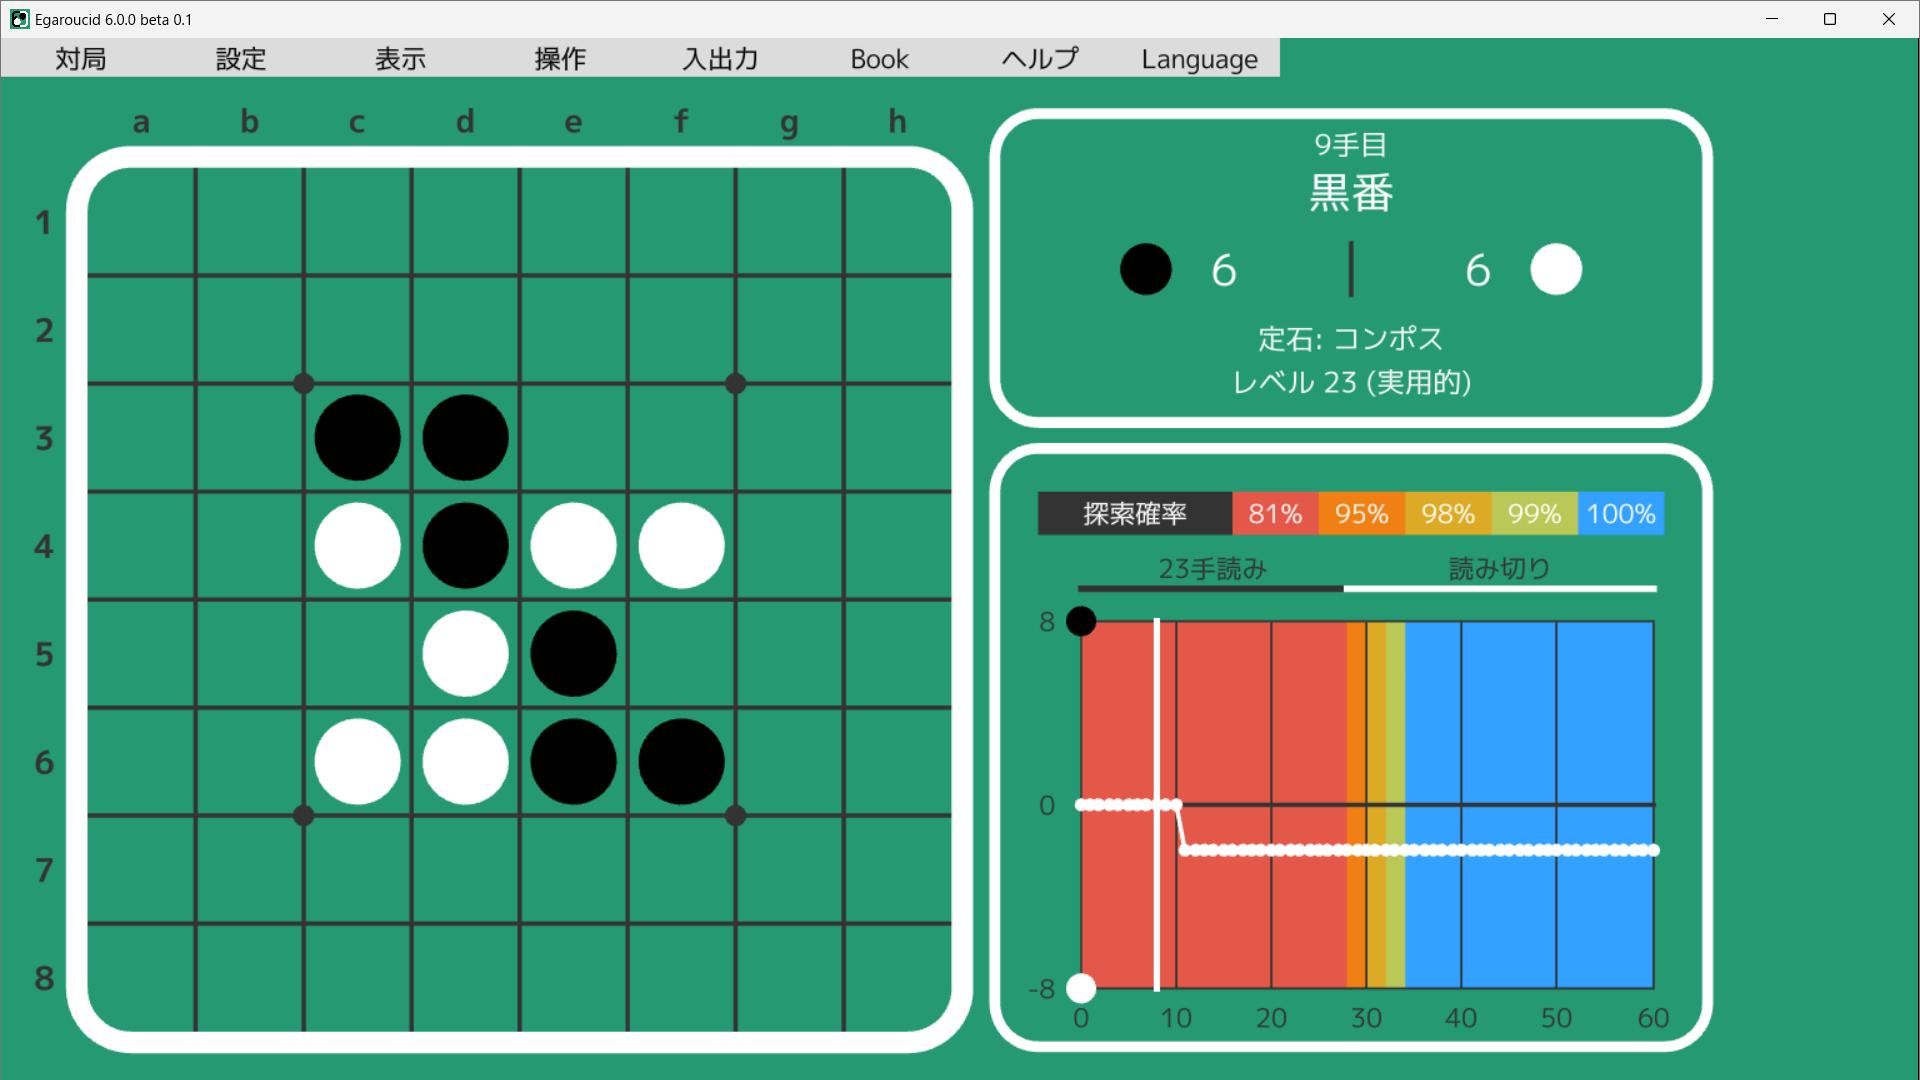 Egaroucid 6.0.0 beta 0.1
対局 設定 表示 操作 入出力 Book ヘルプ Language
a b c d e f g h
1
2
3
4
5
6
7
8
9手目
黒番
6 6
定石: コンポス
レベル 23 (実用的)
探索確率 81% 95% 98% 99% 100%
23手読み 読み切り
8
0
-8
0 10 20 30 40 50 60